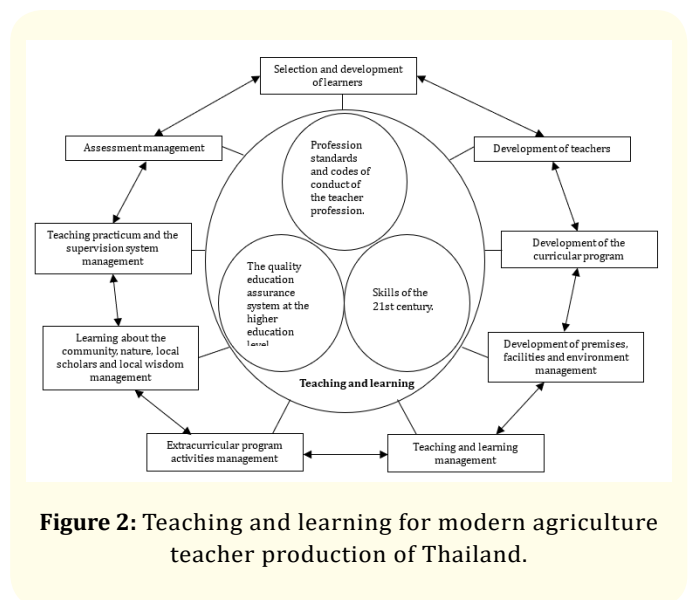 Selection and development
of learners
Assessment management
Development of teachers
Profession
standards
and codes of
conduct of
the teacher
profession.
Teaching practicum and the
supervision system
management
Development of the
curricular program
The quality
education
assurance
system at the
higher
education
level
Skills of the
21st century.
Learning about the
community, nature, local
scholars and local wisdom
management
Development of premises,
facilities and environment
management
Teaching and learning
Extracurricular program
activities management
Teaching and learning
management
Figure 2: Teaching and learning for modern agriculture
teacher production of Thailand.